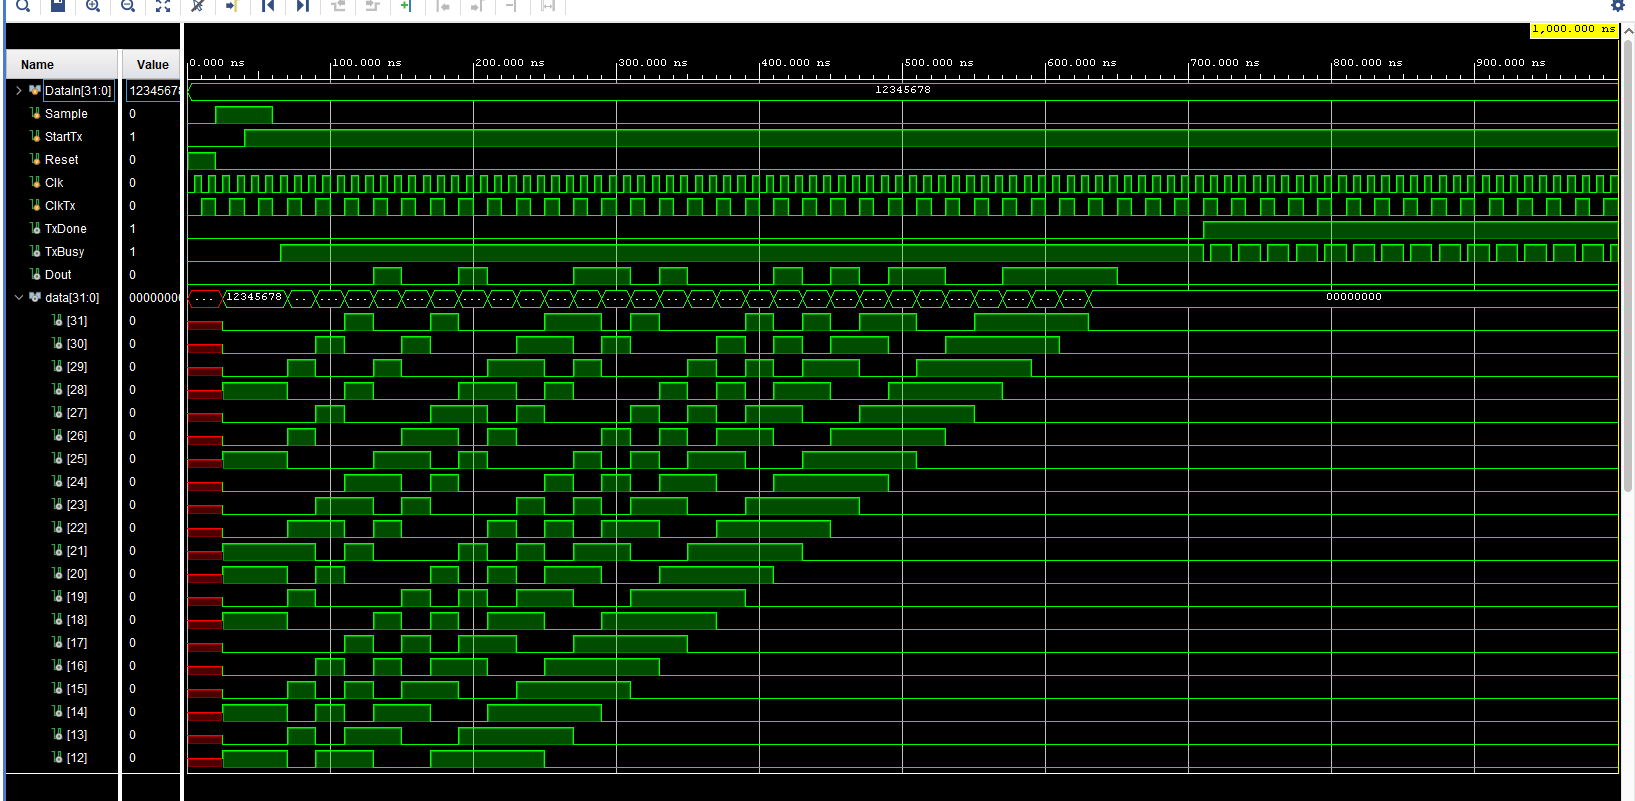 1,000.000 ns
Name Value 0.000 ns 100.000 ns 200.000 ns 300.000 ns 400.000 ns 500.000 ns 600.000 ns 700.000 ns 800.000 ns 900.000 ns
DataIn[31:0] 12345678 12345678
Sample 0
StartTx 1
Reset 0
Clk 0
ClkTx 0
TxDone 1
TxBusy 1
Dout 0
data[31:0] 00000000 12345678 00000000
[31] 0
[30] 0
[29] 0
[28] 0
[27] 0
[26] 0
[25] 0
[24] 0
[23] 0
[22] 0
[21] 0
[20] 0
[19] 0
[18] 0
[17] 0
[16] 0
[15] 0
[14] 0
[13] 0
[12] 0